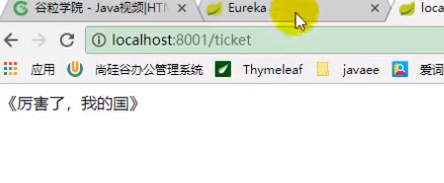 谷粒学院 - Java视频|HT
Eureka
loca
localhost:8001/ticket
应用
尚硅谷办公管理系统
Thymeleaf
javaee
爱词
《厉害了，我的国》